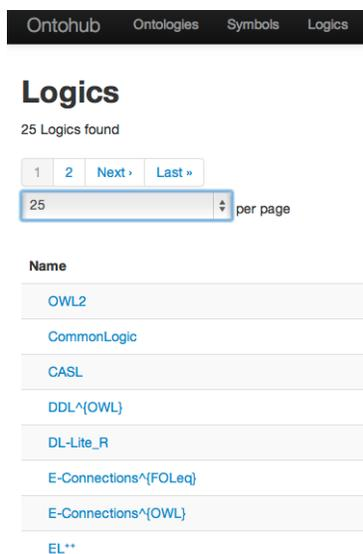 Ontohub Ontologies Symbols Logics
Logics
25 Logics found
1 2 Next › Last »
25 per page
Name
OWL2
CommonLogic
CASL
DDL^{OWL}
DL-Lite_R
E-Connections^{FOLeq}
E-Connections^{OWL}
EL++